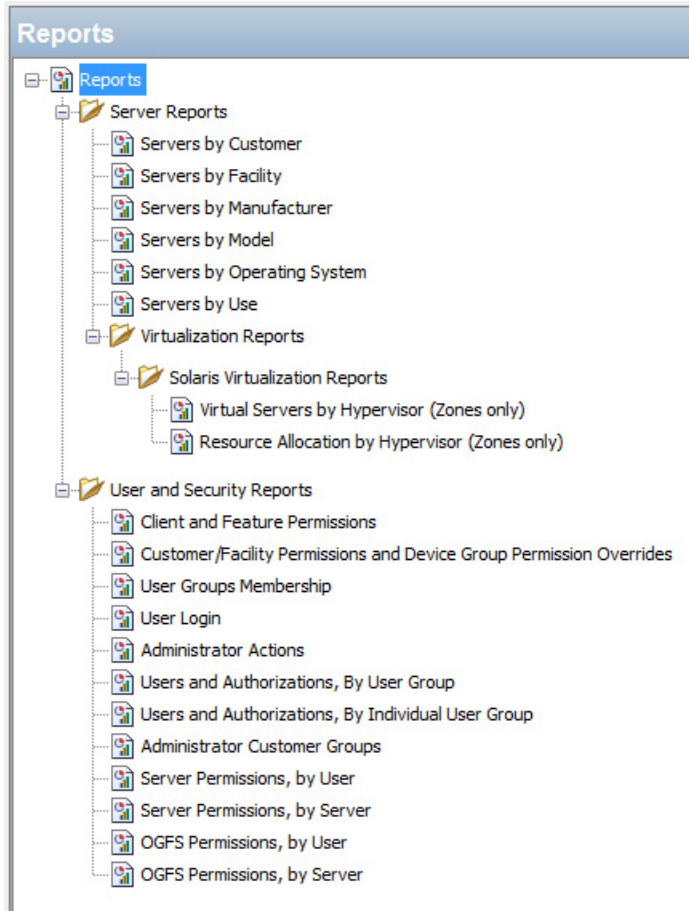 Reports
Reports
Server Reports
Servers by Customer
Servers by Facility
Servers by Manufacturer
Servers by Model
Servers by Operating System
Servers by Use
Virtualization Reports
Solaris Virtualization Reports
Virtual Servers by Hypervisor (Zones only)
Resource Allocation by Hypervisor (Zones only)
User and Security Reports
Client and Feature Permissions
Customer/Facility Permissions and Device Group Permission Overrides
User Groups Membership
User Login
Administrator Actions
Users and Authorizations, By User Group
Users and Authorizations, By Individual User Group
Administrator Customer Groups
Server Permissions, by User
Server Permissions, by Server
OGFS Permissions, by User
OGFS Permissions, by Server